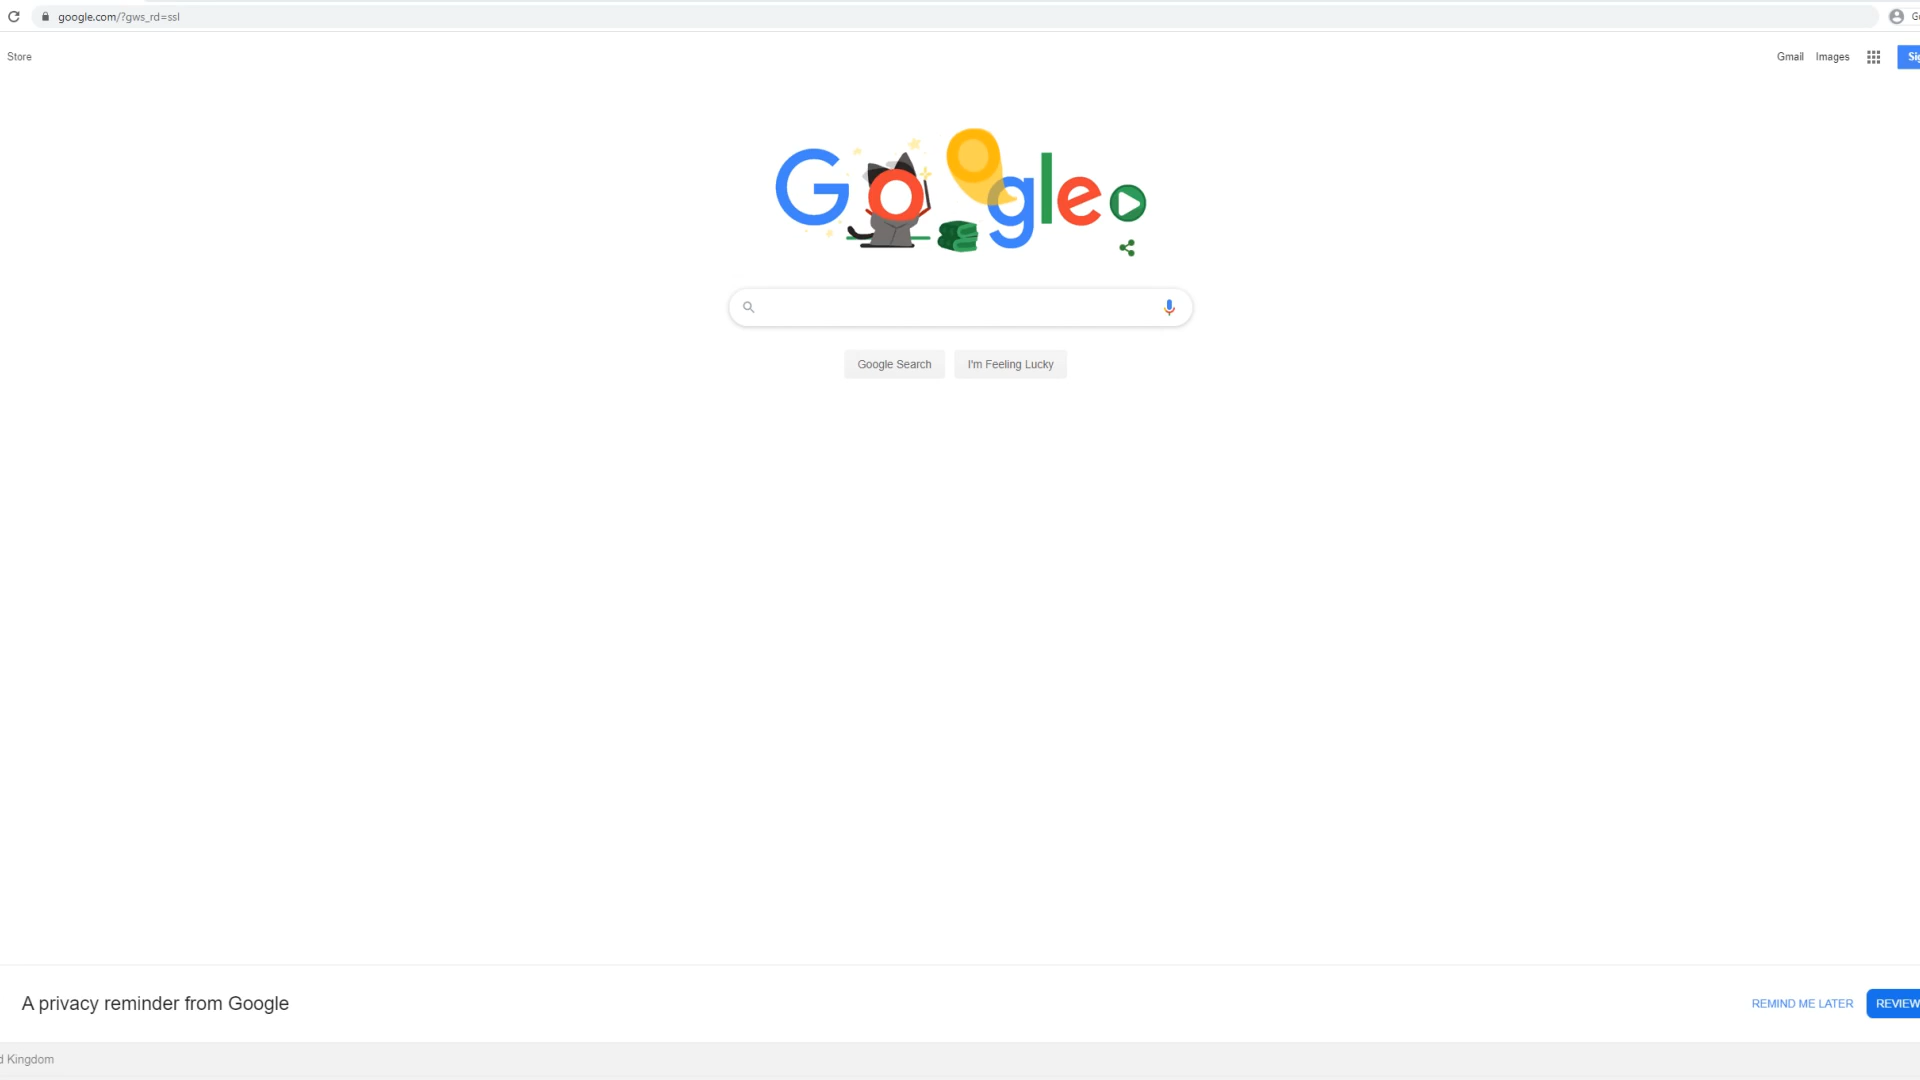 google.com/?gws_rd=ssl
Store
Gmail Images
Google
Google Search I'm Feeling Lucky
A privacy reminder from Google
REMIND ME LATER REVIEW
Kingdom